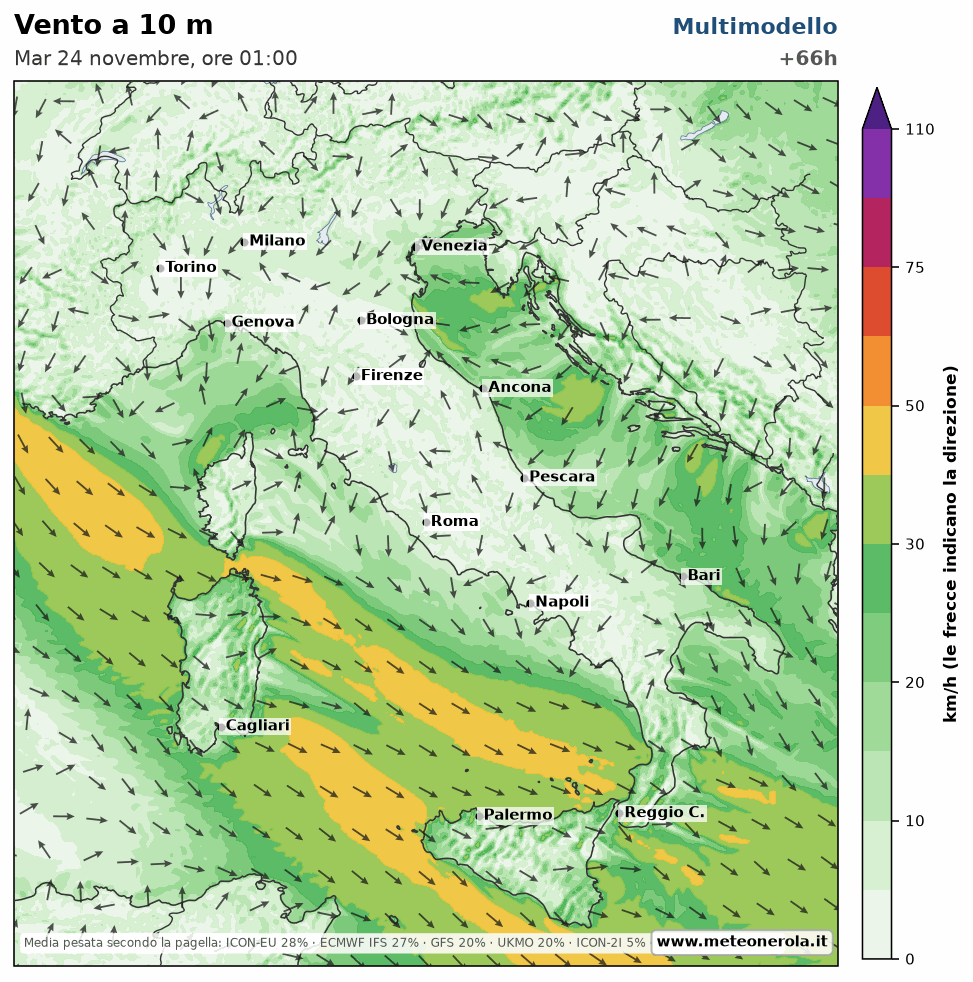 Vento a 10 m
Multimodello
Mar 24 novembre, ore 01:00
+66h
110
75
50
30
20
10
0
km/h (le frecce indicano la direzione)
Milano
Venezia
Torino
Genova
Bologna
Firenze
Ancona
Pescara
Roma
Bari
Napoli
Cagliari
Palermo
Reggio C.
Media pesata secondo la pagella: ICON-EU 28% · ECMWF IFS 27% · GFS 20% · UKMO 20% · ICON-2I 5%
www.meteonerola.it